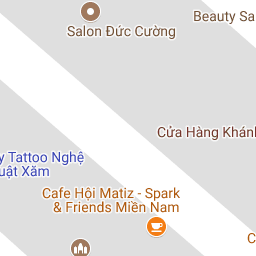 Salon Đức Cường
Beauty Sa
Cửa Hàng Khánh
y Tattoo Nghệ
uật Xăm
Cafe Hội Matiz - Spark
& Friends Miền Nam
C